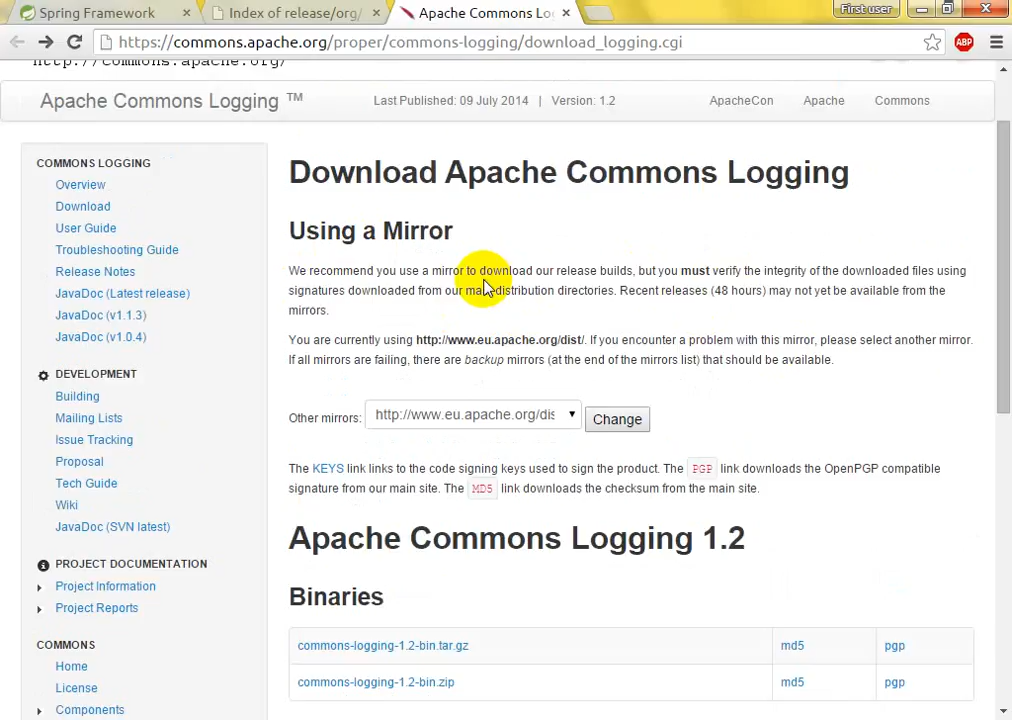 Spring Framework
Index of release/org/
Apache Commons Lo
First user
https://commons.apache.org/proper/commons-logging/download_logging.cgi
ABP
http://commons.apache.org/
Apache Commons Logging ™
Last Published: 09 July 2014 | Version: 1.2
ApacheCon
Apache
Commons
COMMONS LOGGING
Overview
Download
User Guide
Troubleshooting Guide
Release Notes
JavaDoc (Latest release)
JavaDoc (v1.1.3)
JavaDoc (v1.0.4)
DEVELOPMENT
Building
Mailing Lists
Issue Tracking
Proposal
Tech Guide
Wiki
JavaDoc (SVN latest)
PROJECT DOCUMENTATION
Project Information
Project Reports
COMMONS
Home
License
Components
Download Apache Commons Logging
Using a Mirror
We recommend you use a mirror to download our release builds, but you must verify the integrity of the downloaded files using
signatures downloaded from our main distribution directories. Recent releases (48 hours) may not yet be available from the
mirrors.
You are currently using http://www.eu.apache.org/dist/. If you encounter a problem with this mirror, please select another mirror.
If all mirrors are failing, there are backup mirrors (at the end of the mirrors list) that should be available.
Other mirrors: http://www.eu.apache.org/dis Change
The KEYS link links to the code signing keys used to sign the product. The PGP link downloads the OpenPGP compatible
signature from our main site. The MD5 link downloads the checksum from the main site.
Apache Commons Logging 1.2
Binaries
commons-logging-1.2-bin.tar.gz md5 pgp
commons-logging-1.2-bin.zip md5 pgp